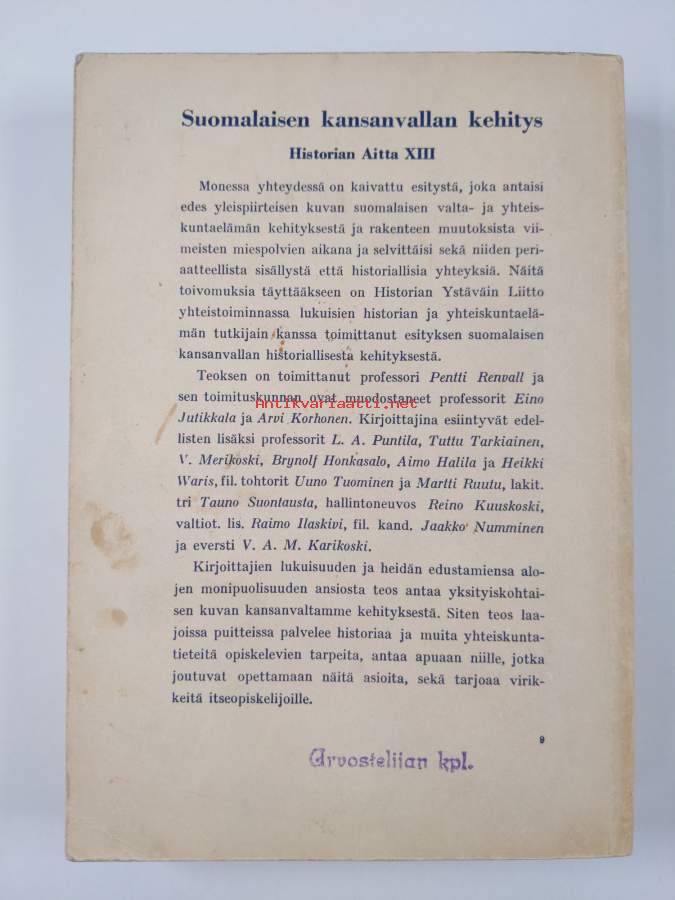 Suomalaisen kansanvallan kehitys
Historian Aitta XIII
Monessa yhteydessä on kaivattu esitystä, joka antaisi
edes yleispiirteisen kuvan suomalaisen valta- ja yhteis-
kuntaelämän kehityksestä ja rakenteen muutoksista vii-
meisten miespolvien aikana ja selvittäisi sekä niiden peri-
aatteellista sisällystä että historiallisia yhteyksiä. Näitä
toivomuksia täyttääkseen on Historian Ystäväin Liitto
yhteistoiminnassa lukuisien historian ja yhteiskuntaelä-
män tutkijain kanssa toimittanut esityksen suomalaisen
kansanvallan historiallisesta kehityksestä.
Teoksen on toimittanut professori Pentti Renvall ja
sen toimituskunnan ovat muodostaneet professorit Eino
Antikvariaatti.net
Jutikkala ja Arvi Korhonen. Kirjoittajina esiintyvät edel-
listen lisäksi professorit L. A. Puntila, Tuttu Tarkiainen,
V. Merikoski, Brynolf Honkasalo, Aimo Halila ja Heikki
Waris, fil. tohtorit Uuno Tuominen ja Martti Ruutu, lakit.
tri Tauno Suontausta, hallintoneuvos Reino Kuuskoski,
valtiot. lis. Raimo Ilaskivi, fil. kand. Jaakko Numminen
ja eversti V. A. M. Karikoski.
Kirjoittajien lukuisuuden ja heidän edustamiensa alo-
jen monipuolisuuden ansiosta teos antaa yksityiskohtai-
sen kuvan kansanvaltamme kehityksestä. Siten teos laa-
joissa puitteissa palvelee historiaa ja muita yhteiskunta-
tieteitä opiskelevien tarpeita, antaa apuaan niille, jotka
joutuvat opettamaan näitä asioita, sekä tarjoaa virik-
keitä itseopiskelijoille.
9
Arvostelijan kpl.